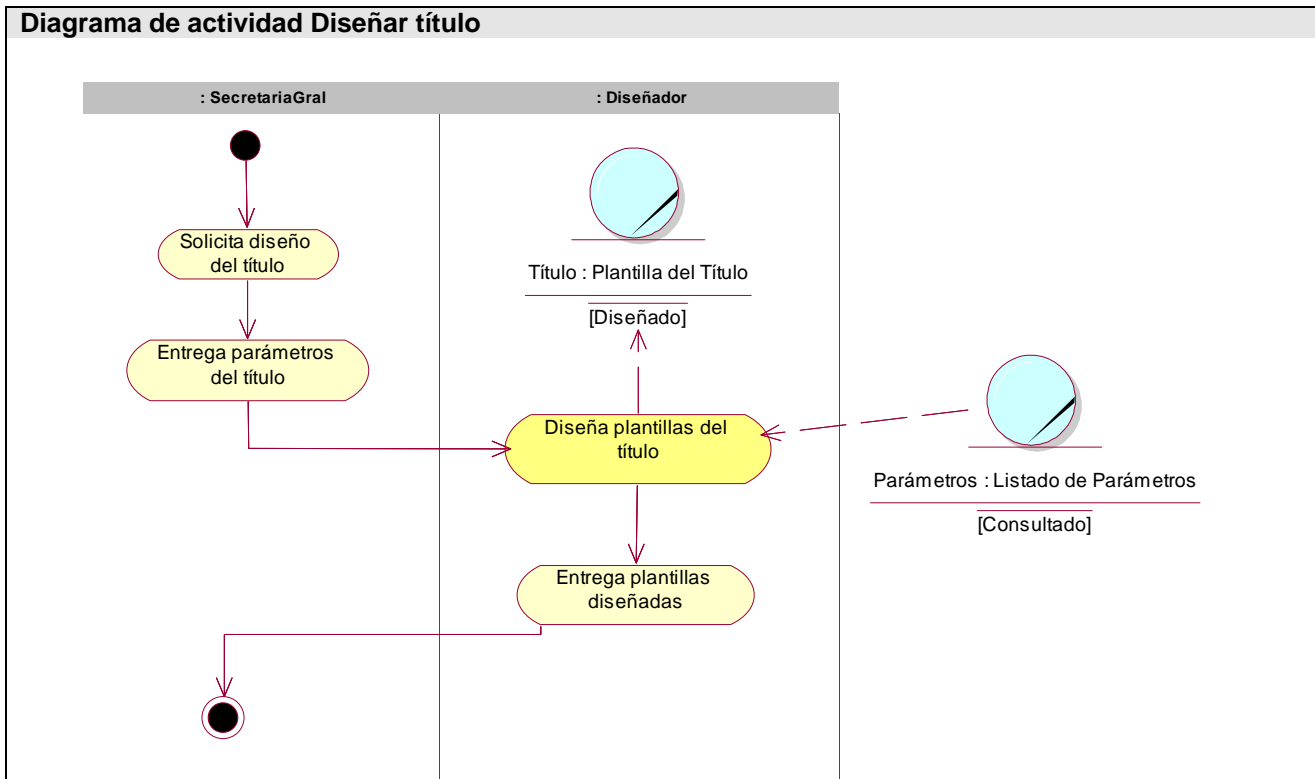 Diagrama de actividad Diseñar título
: SecretariaGral
: Diseñador
Solicita diseño
del título
Título : Plantilla del Título
[Diseñado]
Entrega parámetros
del título
Diseña plantillas del
título
Parámetros : Listado de Parámetros
[Consultado]
Entrega plantillas
diseñadas